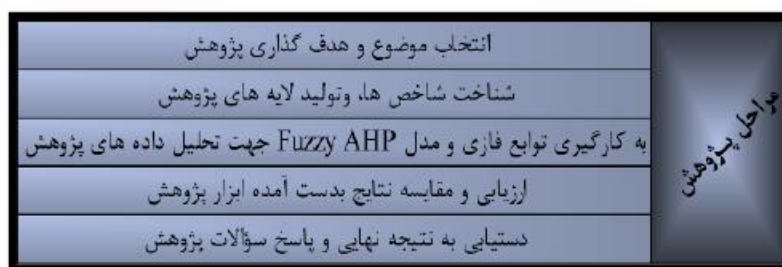 مراحل پژوهش
انتخاب موضوع و هدف گذاری پژوهش
شناخت شاخص ها، وتولید لایه های پژوهش
به کارگیری توابع فازی و مدل Fuzzy AHP جهت تحلیل داده های پژوهش
ارزیابی و مقایسه نتایج بدست آمده ابزار پژوهش
دستیابی به نتیجه نهایی و پاسخ سؤالات پژوهش